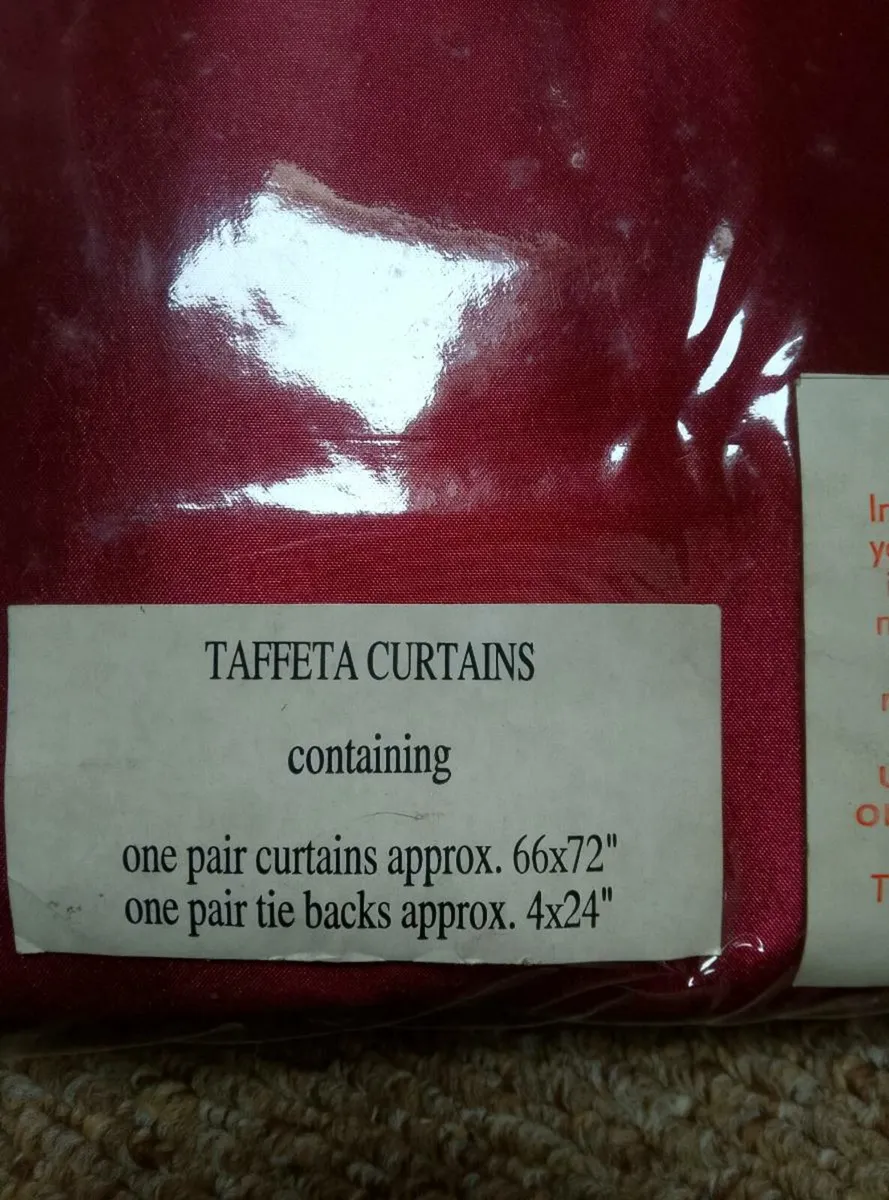 TAFFETA CURTAINS
containing
one pair curtains approx. 66x72"
one pair tie backs approx. 4x24"